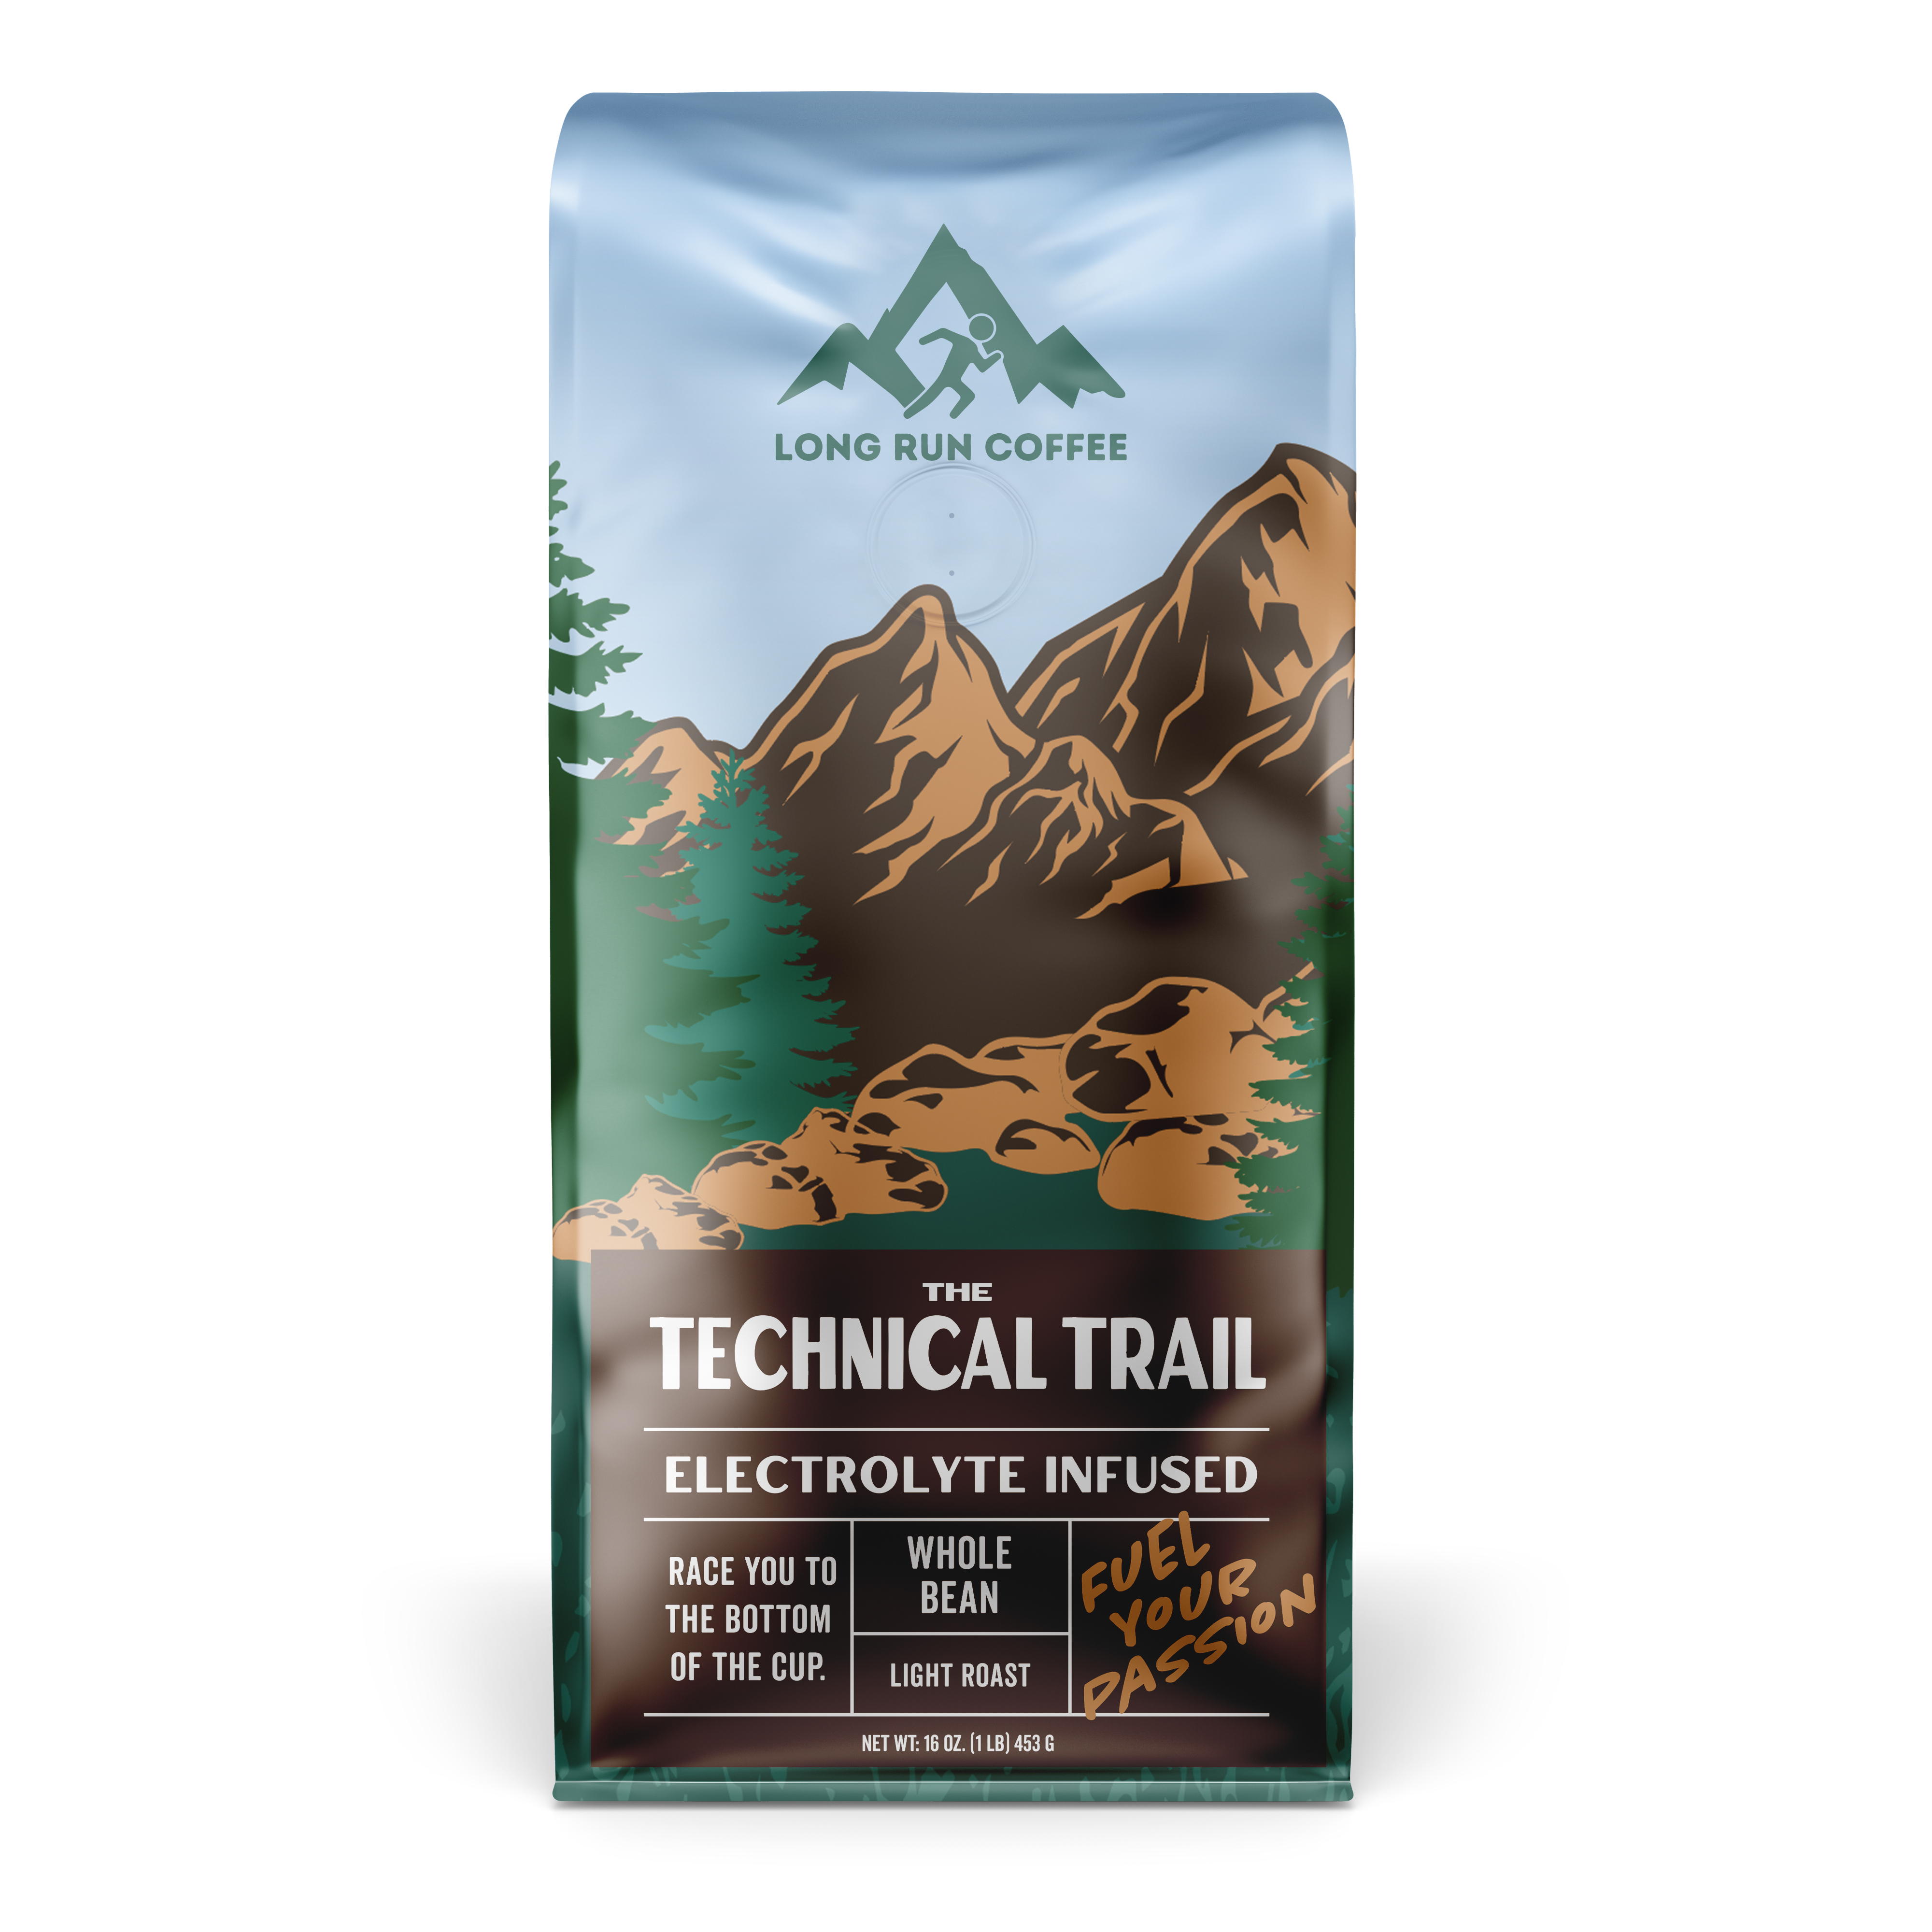 LONG RUN COFFEE
THE
TECHNICAL TRAIL
ELECTROLYTE INFUSED
RACE YOU TO
THE BOTTOM
OF THE CUP.
WHOLE
BEAN
LIGHT ROAST
FUEL
YOUR
PASSION
NET WT: 16 OZ. (1 LB) 453 G